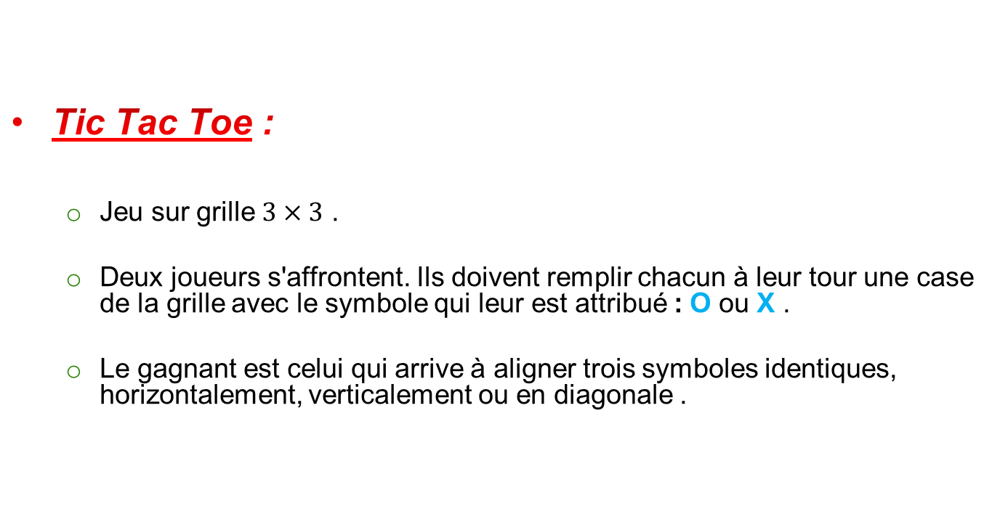 • Tic Tac Toe :
o Jeu sur grille 3 × 3 .
o Deux joueurs s'affrontent. Ils doivent remplir chacun à leur tour une case
de la grille avec le symbole qui leur est attribué : O ou X .
o Le gagnant est celui qui arrive à aligner trois symboles identiques,
horizontalement, verticalement ou en diagonale .